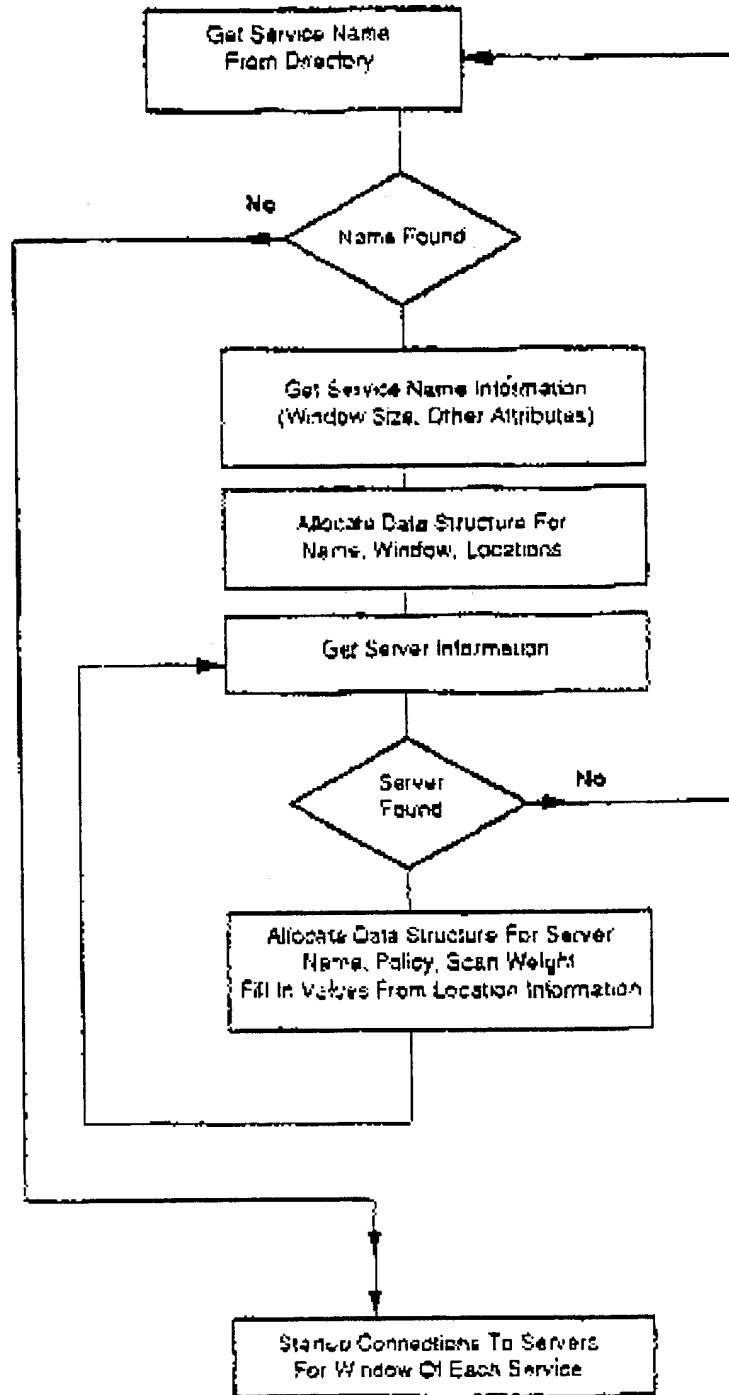 Get Service Name
From Directory
No
Name Found
Get Service Name Information
(Window Size, Other Attributes)
Allocate Data Structure For
Name, Window, Locations
Get Server Information
Server
Found
No
Allocate Data Structure For Server
Name, Policy, Scan Weight
Fill In Values From Location Information
Startup Connections To Servers
For Window Of Each Service